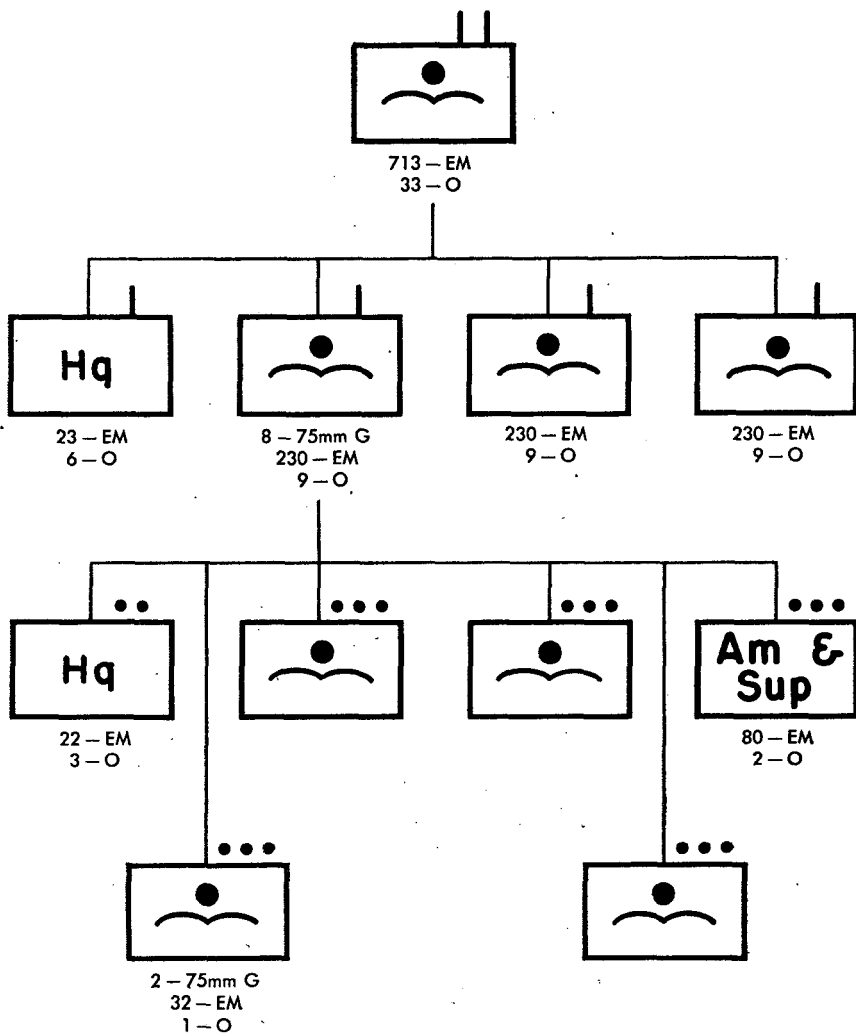 713 – EM
33 – O
Hq
23 – EM
6 – O
8 – 75mm G
230 – EM
9 – O
230 – EM
9 – O
230 – EM
9 – O
Hq
22 – EM
3 – O
Am &
Sup
80 – EM
2 – O
2 – 75mm G
32 – EM
1 – O